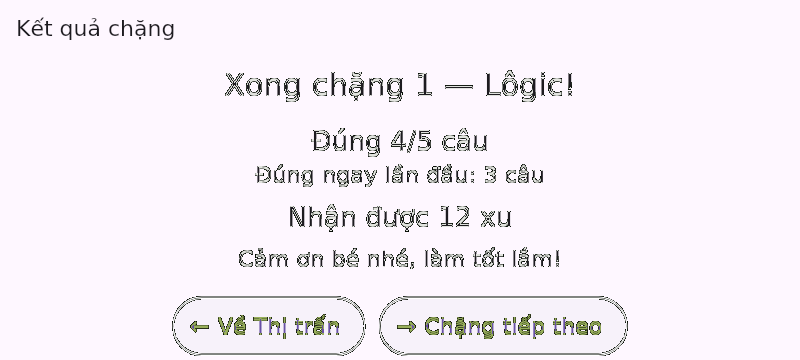 Kết quả chặng
Xong chặng 1 — Lôgic!
Đúng 4/5 câu
Đúng ngay lần đầu: 3 câu
Nhận được 12 xu
Cảm ơn bé nhé, làm tốt lắm!
← Về Thị trấn
→ Chặng tiếp theo